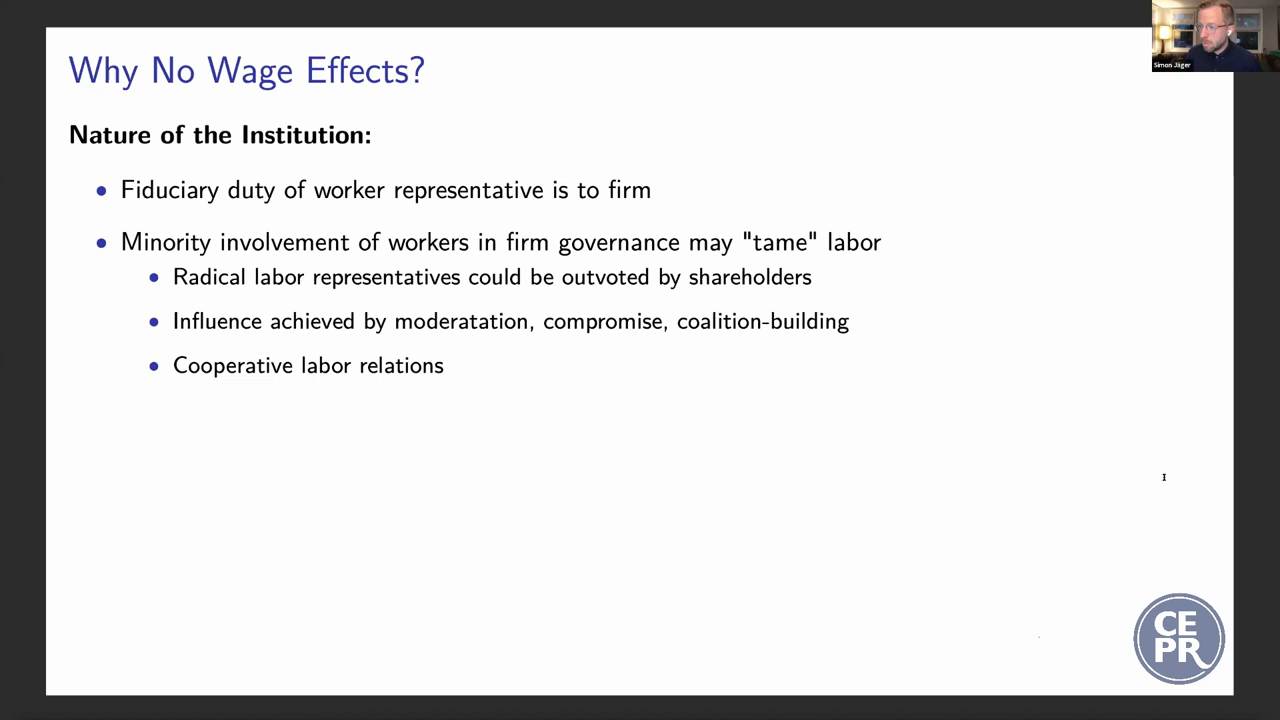 Why No Wage Effects?
Simon Jäger
Nature of the Institution:
• Fiduciary duty of worker representative is to firm
• Minority involvement of workers in firm governance may "tame" labor
• Radical labor representatives could be outvoted by shareholders
• Influence achieved by moderatation, compromise, coalition-building
• Cooperative labor relations
CE
PR